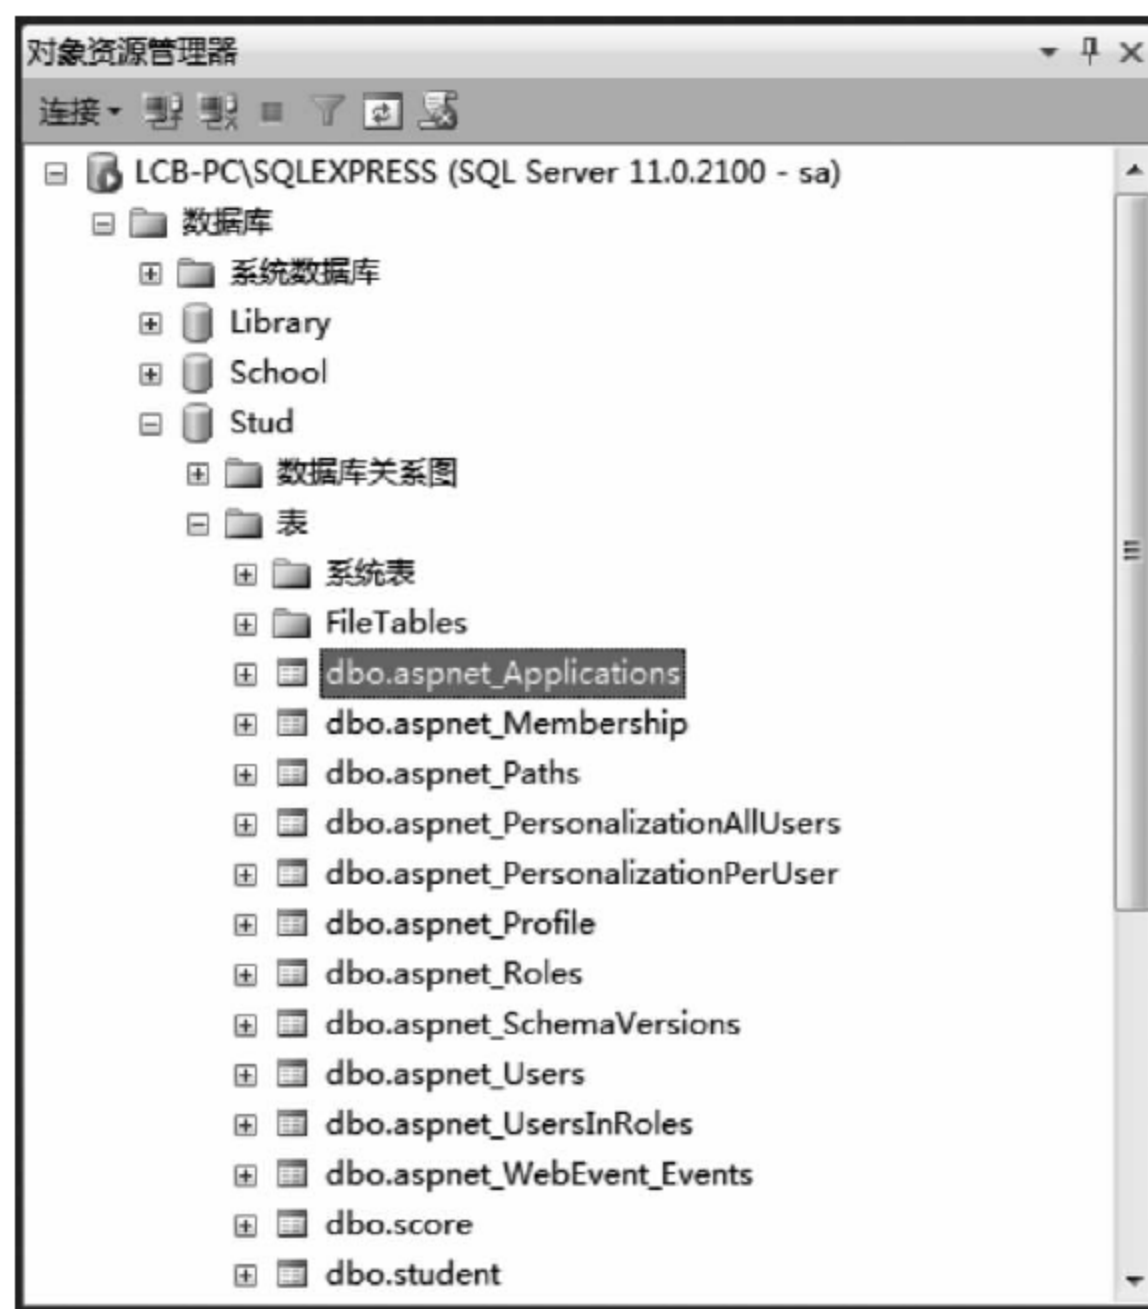 对象资源管理器
连接
LCB-PC\SQLEXPRESS (SQL Server 11.0.2100 - sa)
数据库
系统数据库
Library
School
Stud
数据库关系图
表
系统表
FileTables
dbo.aspnet_Applications
dbo.aspnet_Membership
dbo.aspnet_Paths
dbo.aspnet_PersonalizationAllUsers
dbo.aspnet_PersonalizationPerUser
dbo.aspnet_Profile
dbo.aspnet_Roles
dbo.aspnet_SchemaVersions
dbo.aspnet_Users
dbo.aspnet_UsersInRoles
dbo.aspnet_WebEvent_Events
dbo.score
dbo.student